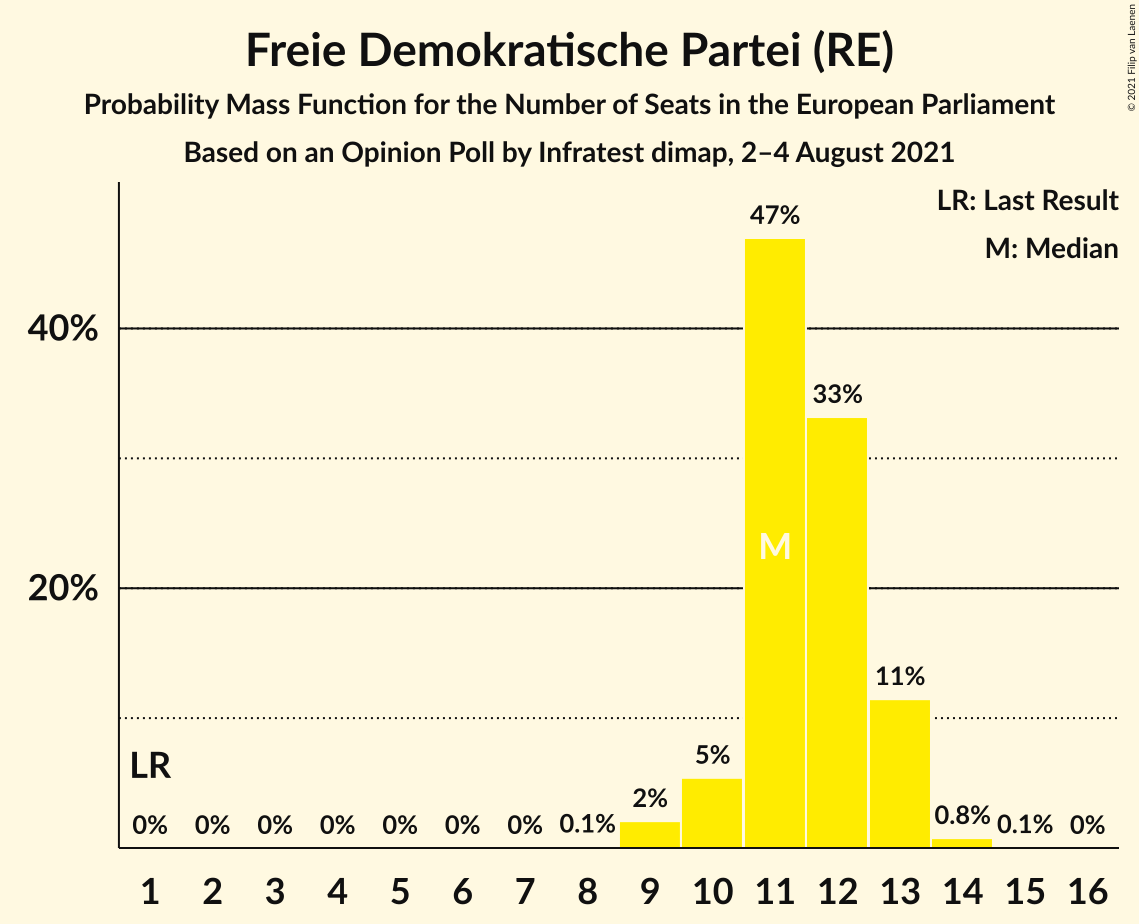 Freie Demokratische Partei (RE)
Probability Mass Function for the Number of Seats in the European Parliament
Based on an Opinion Poll by Infratest dimap, 2–4 August 2021
© 2021 Filip van Laenen
LR: Last Result
M: Median
47%
40%
33%
M
20%
11%
LR
5%
2%
0% 0% 0% 0% 0% 0% 0% 0.1% 0.8% 0.1% 0%
1 2 3 4 5 6 7 8 9 10 11 12 13 14 15 16